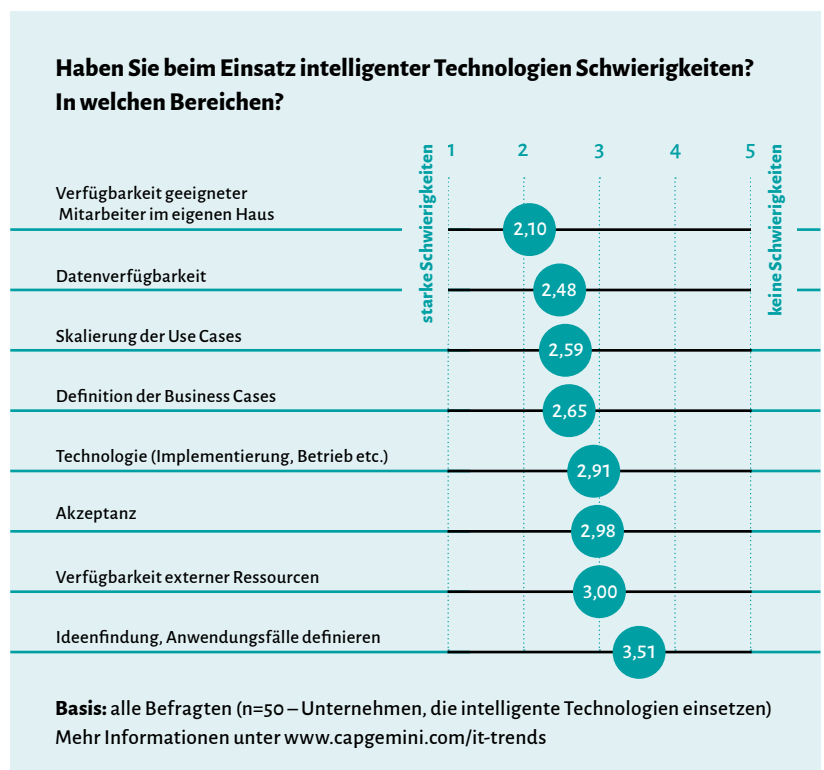 Haben Sie beim Einsatz intelligenter Technologien Schwierigkeiten?
In welchen Bereichen?
starke Schwierigkeiten
1 2 3 4 5
keine Schwierigkeiten
Verfügbarkeit geeigneter
Mitarbeiter im eigenen Haus
2,10
Datenverfügbarkeit
2,48
Skalierung der Use Cases
2,59
Definition der Business Cases
2,65
Technologie (Implementierung, Betrieb etc.)
2,91
Akzeptanz
2,98
Verfügbarkeit externer Ressourcen
3,00
Ideenfindung, Anwendungsfälle definieren
3,51
Basis: alle Befragten (n=50 – Unternehmen, die intelligente Technologien einsetzen)
Mehr Informationen unter www.capgemini.com/it-trends